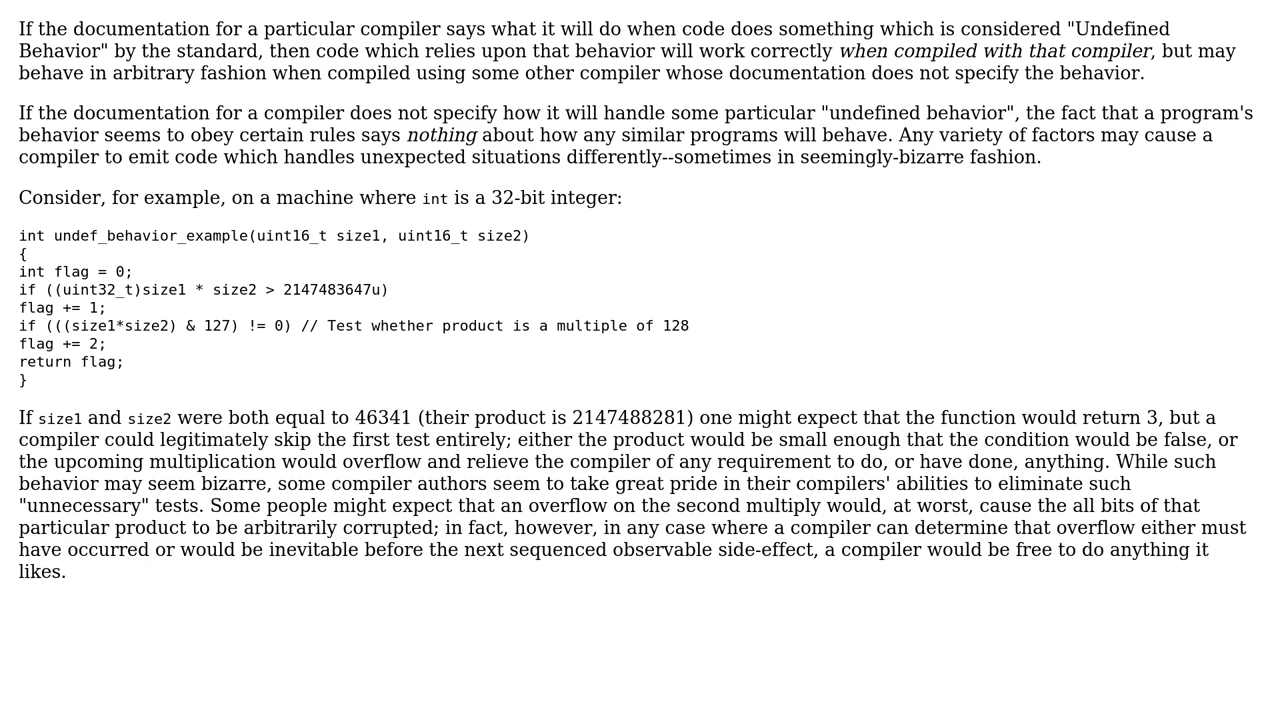 If the documentation for a particular compiler says what it will do when code does something which is considered "Undefined
Behavior" by the standard, then code which relies upon that behavior will work correctly when compiled with that compiler, but may
behave in arbitrary fashion when compiled using some other compiler whose documentation does not specify the behavior.
If the documentation for a compiler does not specify how it will handle some particular "undefined behavior", the fact that a program's
behavior seems to obey certain rules says nothing about how any similar programs will behave. Any variety of factors may cause a
compiler to emit code which handles unexpected situations differently--sometimes in seemingly-bizarre fashion.
Consider, for example, on a machine where int is a 32-bit integer:
int undef_behavior_example(uint16_t size1, uint16_t size2)
{
int flag = 0;
if ((uint32_t)size1 * size2 > 2147483647u)
flag += 1;
if (((size1*size2) & 127) != 0) // Test whether product is a multiple of 128
flag += 2;
return flag;
}
If size1 and size2 were both equal to 46341 (their product is 2147488281) one might expect that the function would return 3, but a
compiler could legitimately skip the first test entirely; either the product would be small enough that the condition would be false, or
the upcoming multiplication would overflow and relieve the compiler of any requirement to do, or have done, anything. While such
behavior may seem bizarre, some compiler authors seem to take great pride in their compilers' abilities to eliminate such
"unnecessary" tests. Some people might expect that an overflow on the second multiply would, at worst, cause the all bits of that
particular product to be arbitrarily corrupted; in fact, however, in any case where a compiler can determine that overflow either must
have occurred or would be inevitable before the next sequenced observable side-effect, a compiler would be free to do anything it
likes.